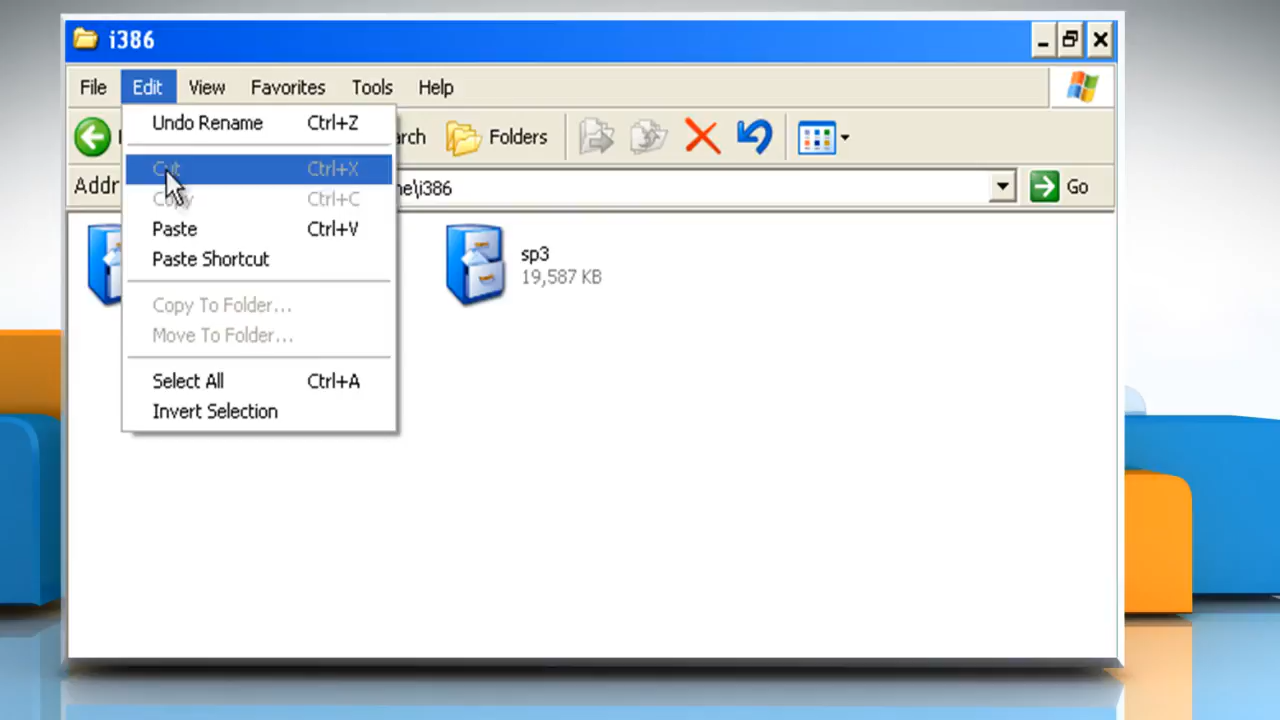 i386
File Edit View Favorites Tools Help
Undo Rename Ctrl+Z
arch Folders
Cut Ctrl+X
Addr ne\i386 Go
Copy Ctrl+C
Paste Ctrl+V
Paste Shortcut
sp3
19,587 KB
Copy To Folder...
Move To Folder...
Select All Ctrl+A
Invert Selection